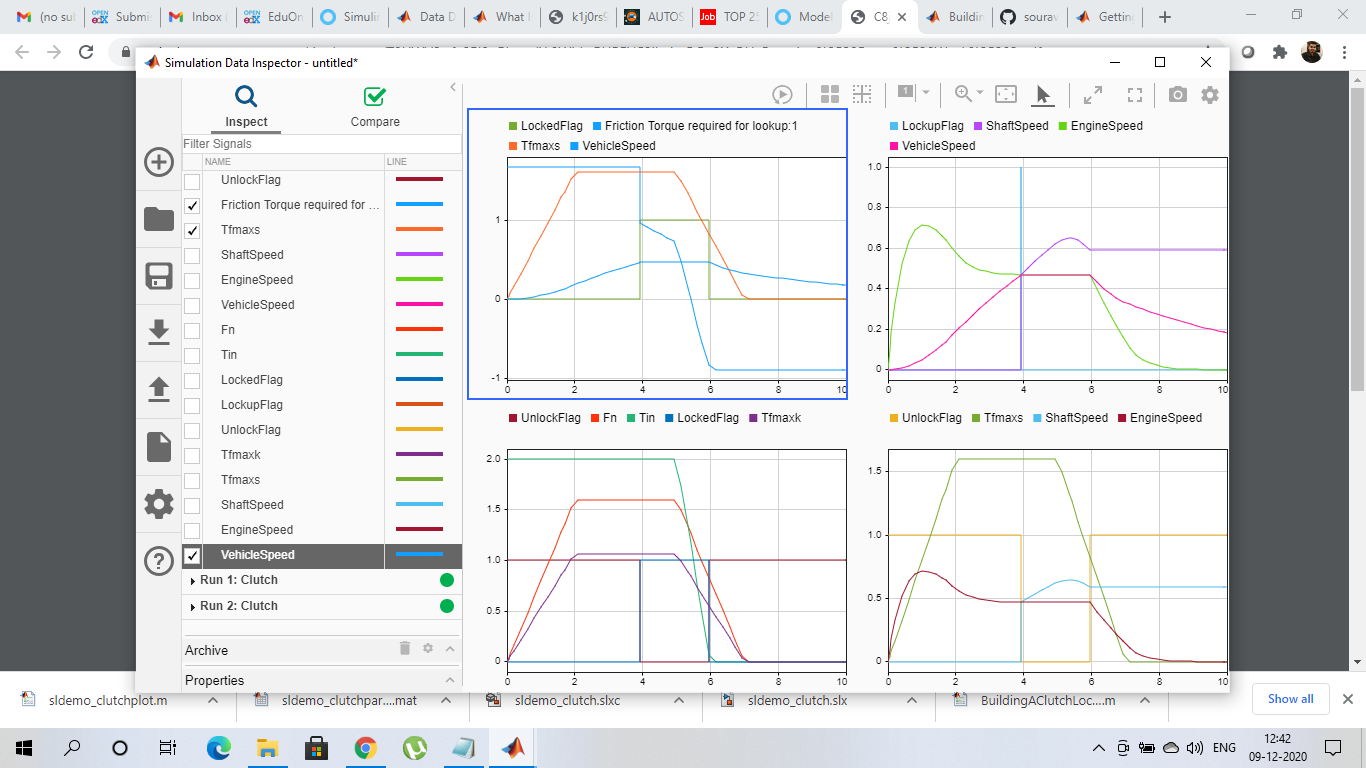 (no sul
Submis
Inbox (
EduOn
Simulin
Data D
What I
k1j0rs9
AUTOS
Job TOP 25
Model
C8j
Buildin
sourav
Getting
Simulation Data Inspector - untitled*
Inspect
Compare
Filter Signals
NAME LINE
UnlockFlag
Friction Torque required for ...
Tfmaxs
ShaftSpeed
EngineSpeed
VehicleSpeed
Fn
Tin
LockedFlag
LockupFlag
UnlockFlag
Tfmaxk
Tfmaxs
ShaftSpeed
EngineSpeed
VehicleSpeed
Run 1: Clutch
Run 2: Clutch
Archive
Properties
LockedFlag Friction Torque required for lookup:1
Tfmaxs VehicleSpeed
1
0
-1
0 2 4 6 8 10
LockupFlag ShaftSpeed EngineSpeed
VehicleSpeed
1.0
0.8
0.6
0.4
0.2
0
0 2 4 6 8 10
UnlockFlag Fn Tin LockedFlag Tfmaxk
2.0
1.5
1.0
0.5
0
0 2 4 6 8 10
UnlockFlag Tfmaxs ShaftSpeed EngineSpeed
1.5
1.0
0.5
0
0 2 4 6 8 10
sldemo_clutchplot.m
sldemo_clutchpar....mat
sldemo_clutch.slxc
sldemo_clutch.slx
BuildingAClutchLoc....m
Show all
ENG
12:42
09-12-2020